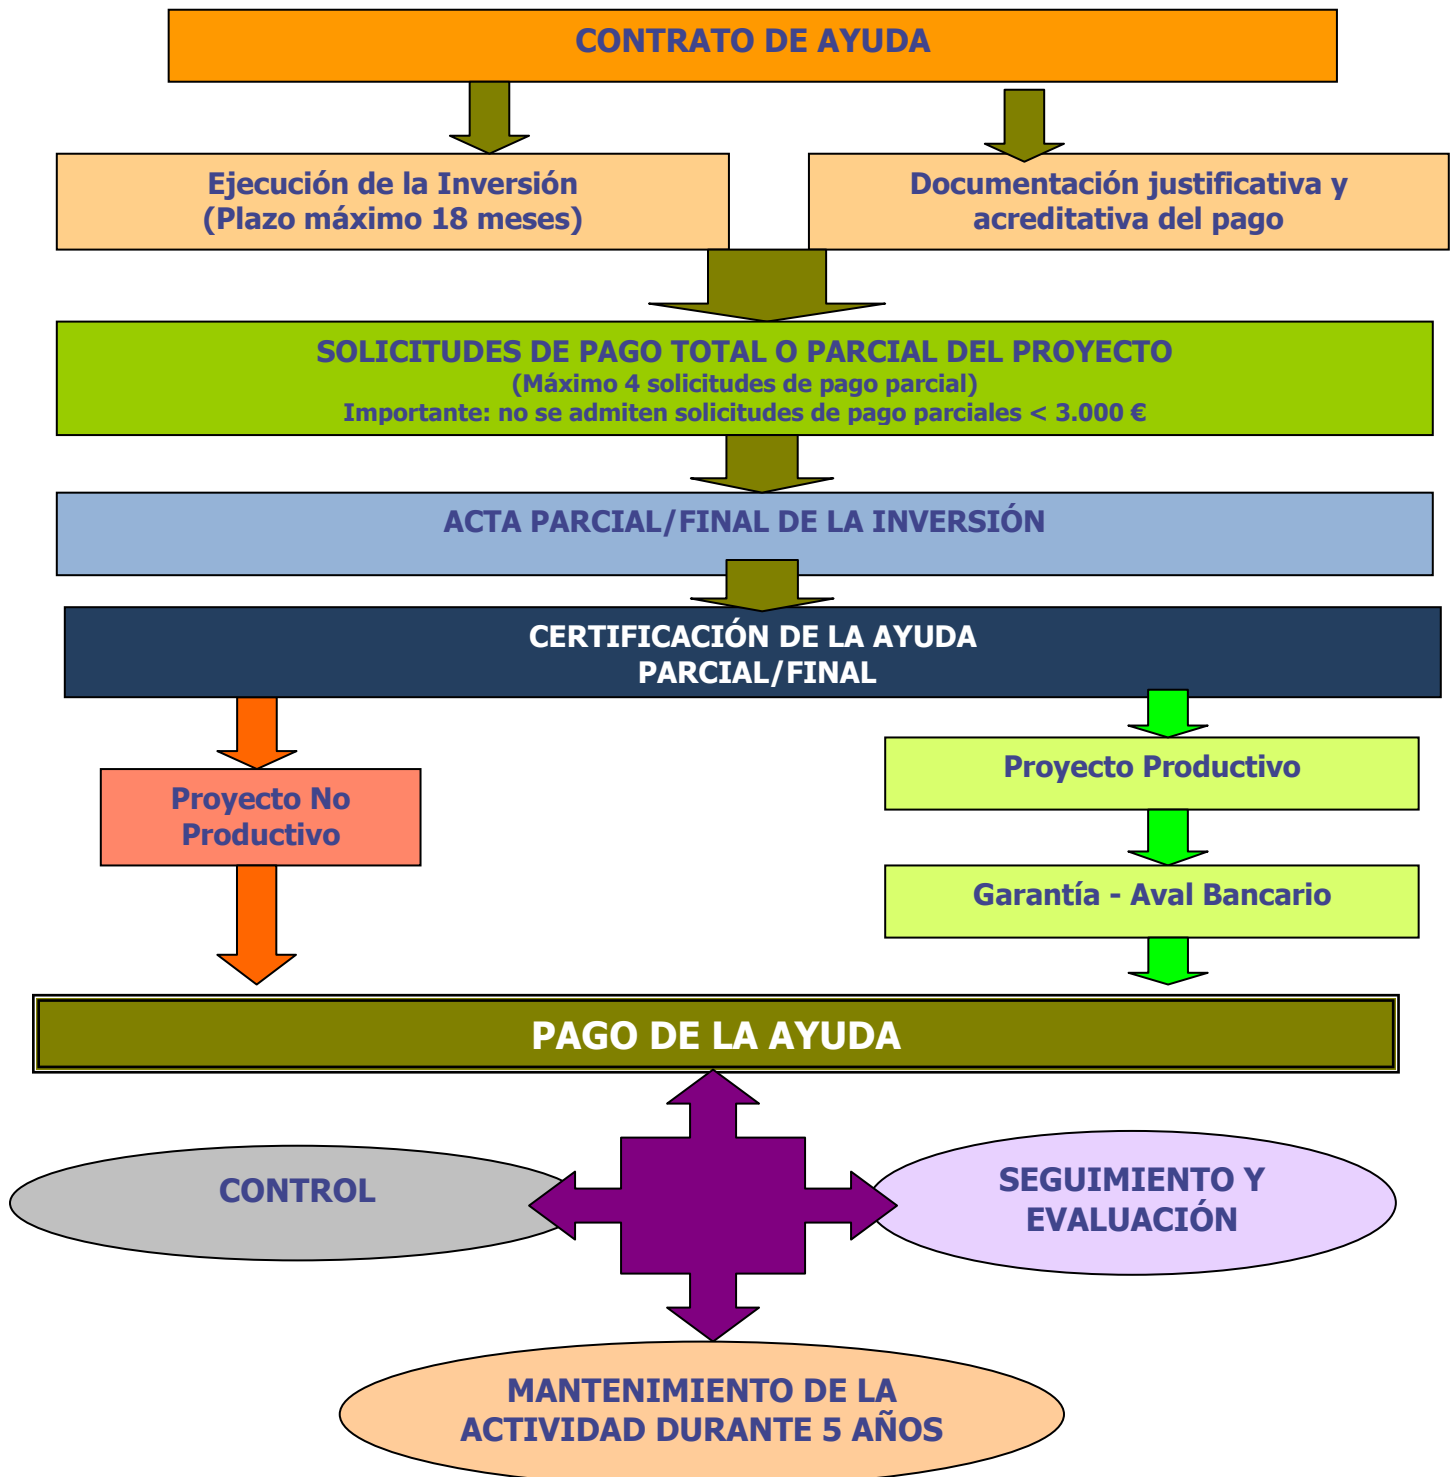 CONTRATO DE AYUDA
Ejecución de la Inversión
(Plazo máximo 18 meses)
Documentación justificativa y
acreditativa del pago
SOLICITUDES DE PAGO TOTAL O PARCIAL DEL PROYECTO
(Máximo 4 solicitudes de pago parcial)
Importante: no se admiten solicitudes de pago parciales < 3.000 €
ACTA PARCIAL/FINAL DE LA INVERSIÓN
CERTIFICACIÓN DE LA AYUDA
PARCIAL/FINAL
Proyecto No
Productivo
Proyecto Productivo
Garantía - Aval Bancario
PAGO DE LA AYUDA
CONTROL
SEGUIMIENTO Y
EVALUACIÓN
MANTENIMIENTO DE LA
ACTIVIDAD DURANTE 5 AÑOS